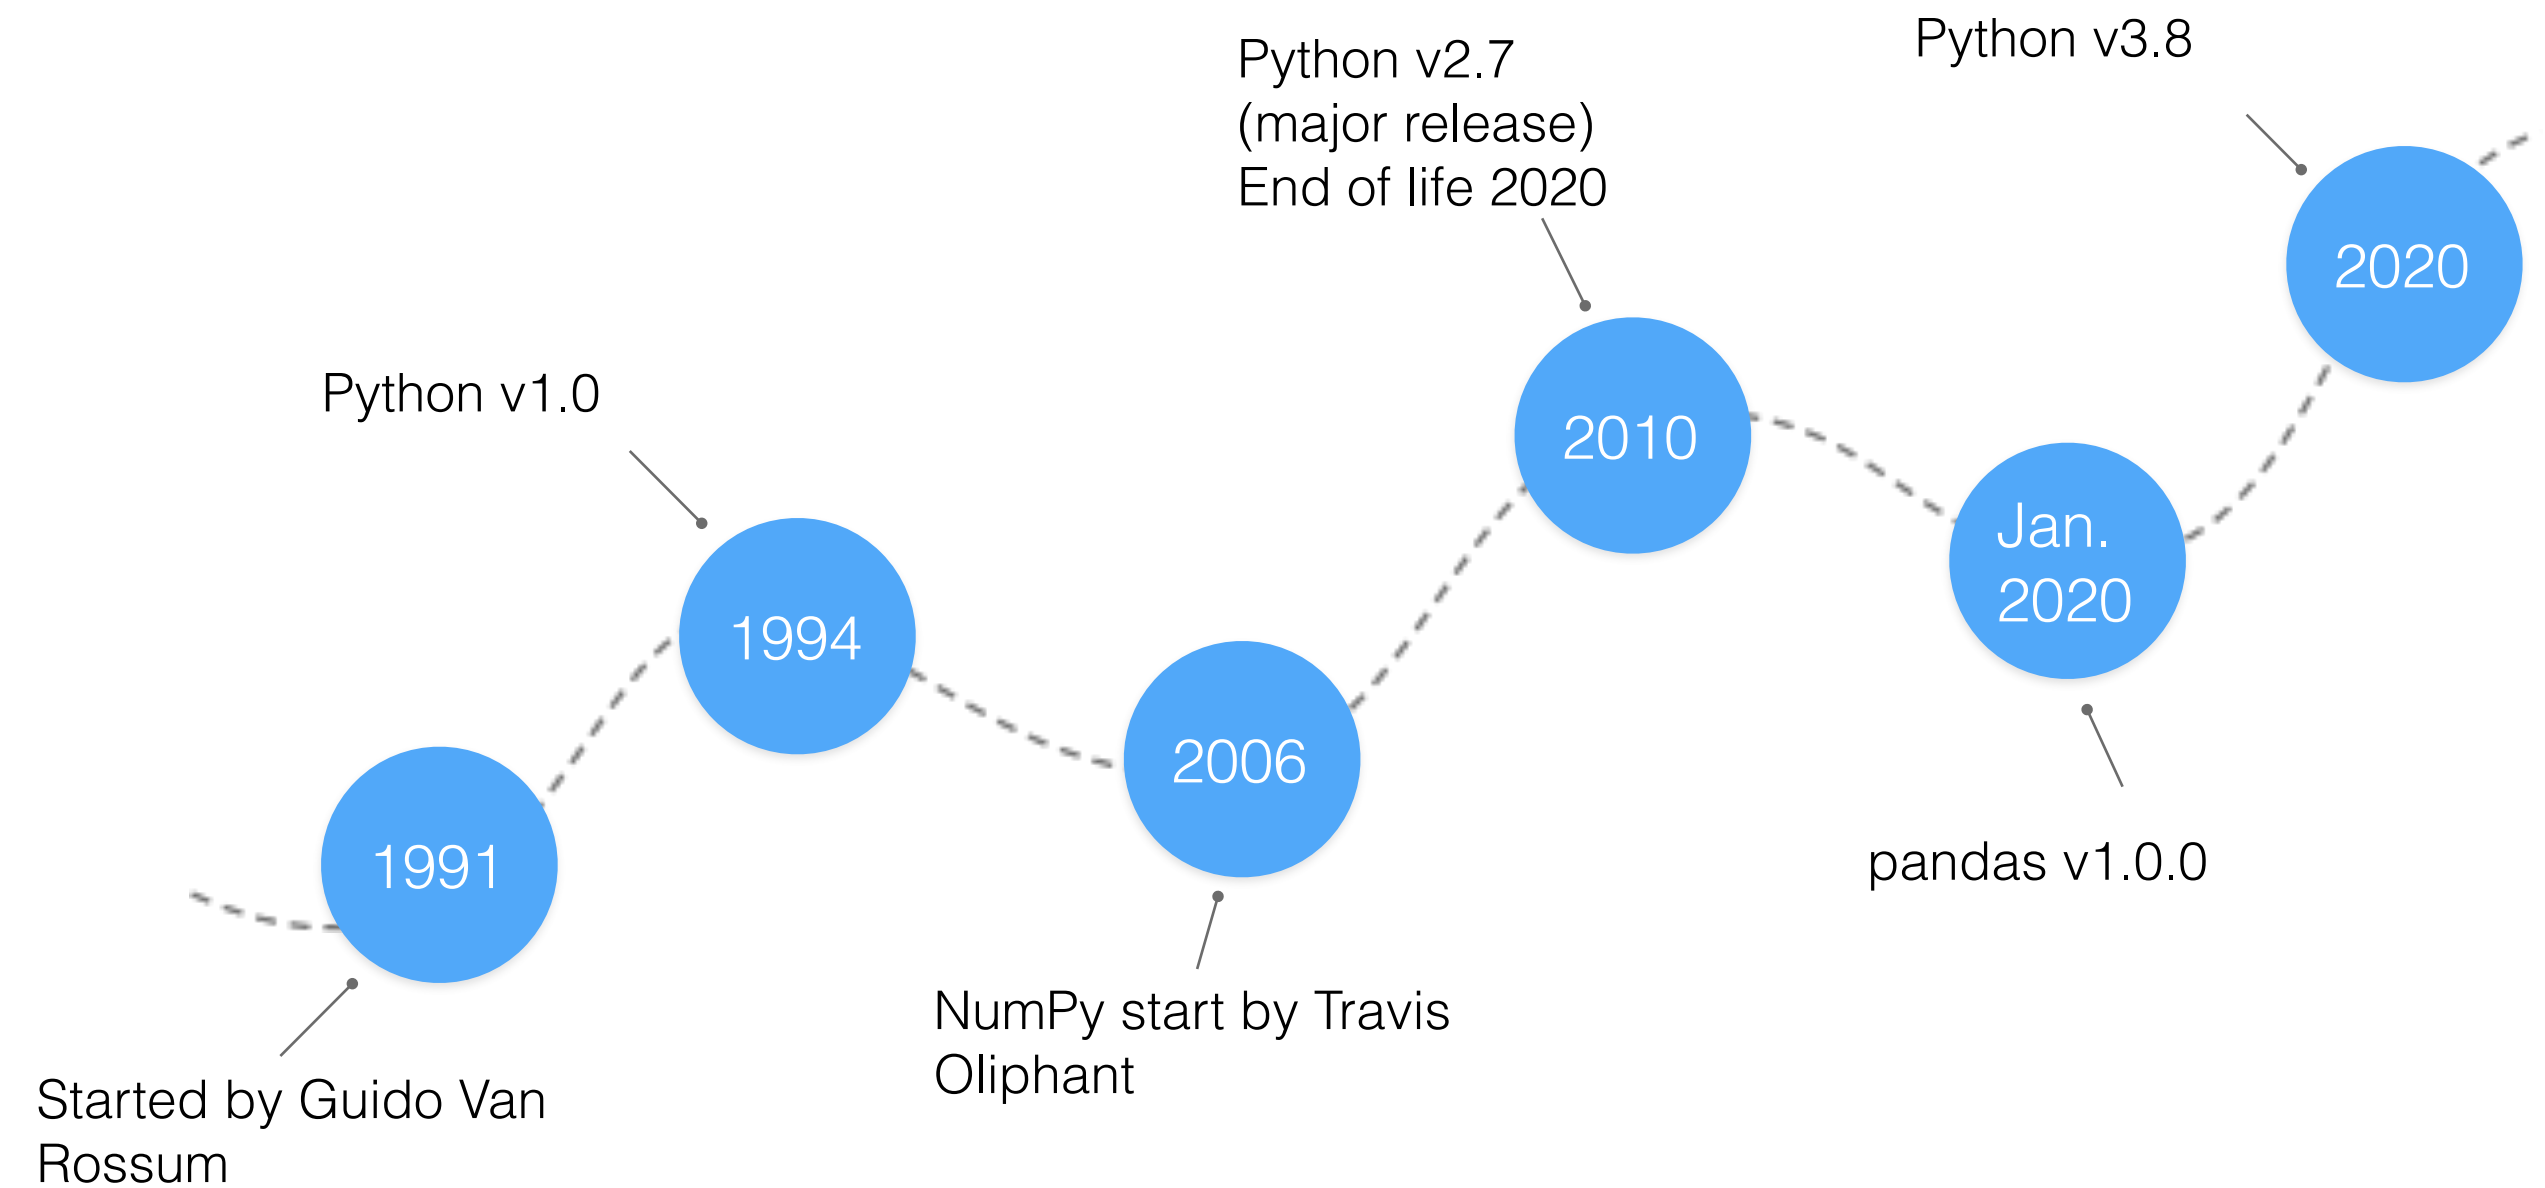 Python v3.8
Python v2.7
(major release)
End of life 2020
2020
Python v1.0
2010
Jan.
2020
1994
2006
pandas v1.0.0
1991
NumPy start by Travis
Oliphant
Started by Guido Van
Rossum